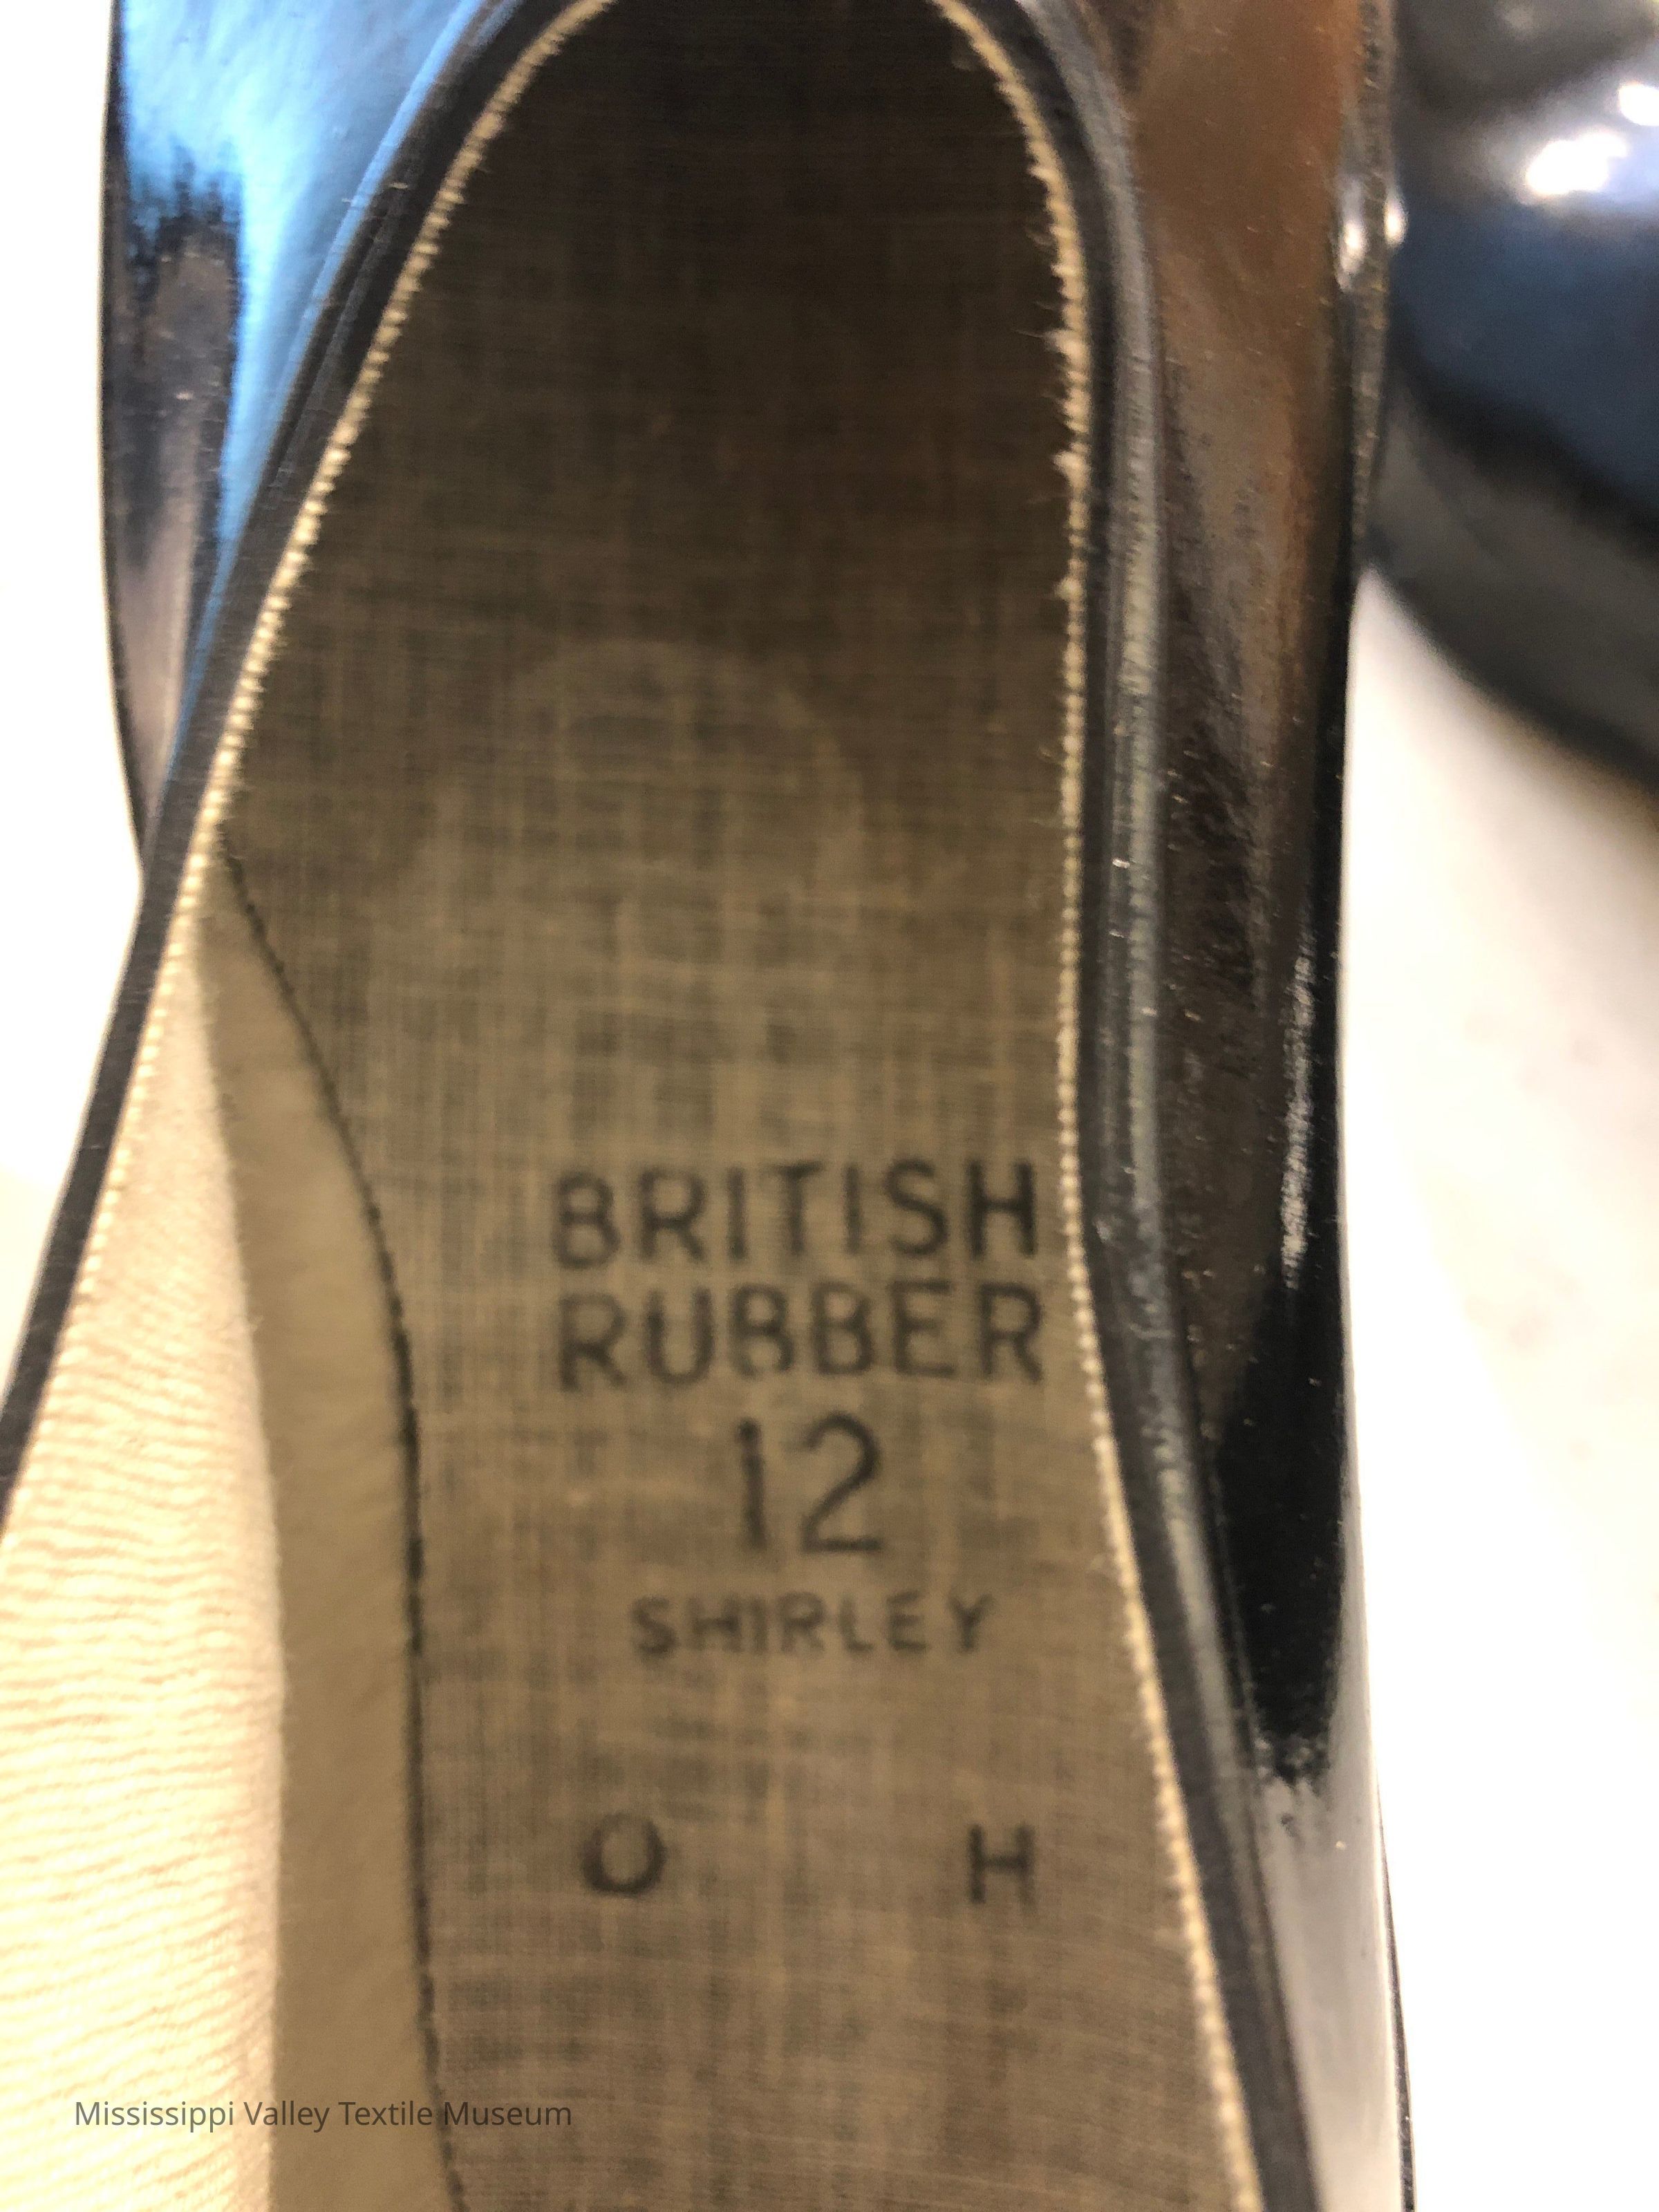 BRITISH
RUBBER
12
SHIRLEY
O H
Mississippi Valley Textile Museum